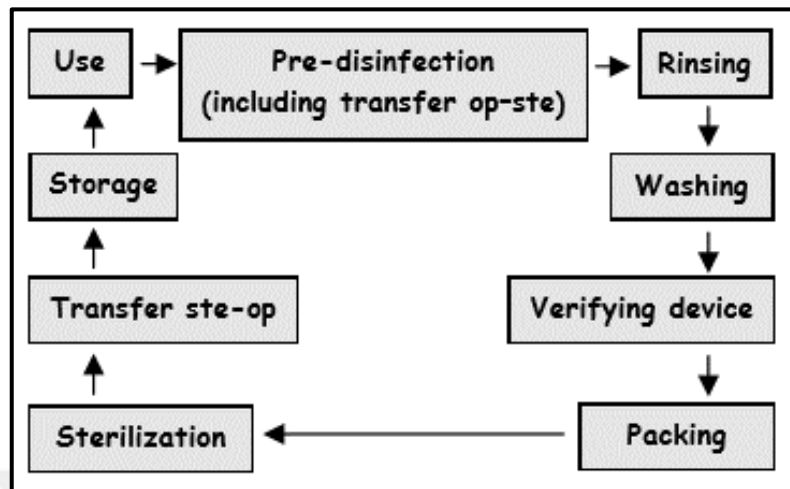 Use
Pre-disinfection
(including transfer op-ste)
Rinsing
Storage
Washing
Transfer ste-op
Verifying device
Sterilization
Packing